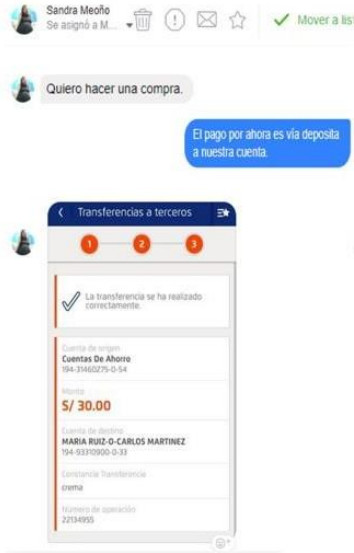 Sandra Meoño
Se asignó a M...
Mover a list
Quiero hacer una compra.
El pago por ahora es vía deposita
a nuestra cuenta.
Transferencias a terceros
1 2 3
La transferencia se ha realizado
correctamente.
Cuenta de origen
Cuentas De Ahorro
194-31460275-0-54
Monto
S/ 30.00
Cuenta de destino
MARIA RUIZ-O-CARLOS MARTINEZ
194-93310900-0-33
Constancia Transferencia
crema
Número de operación
22134955